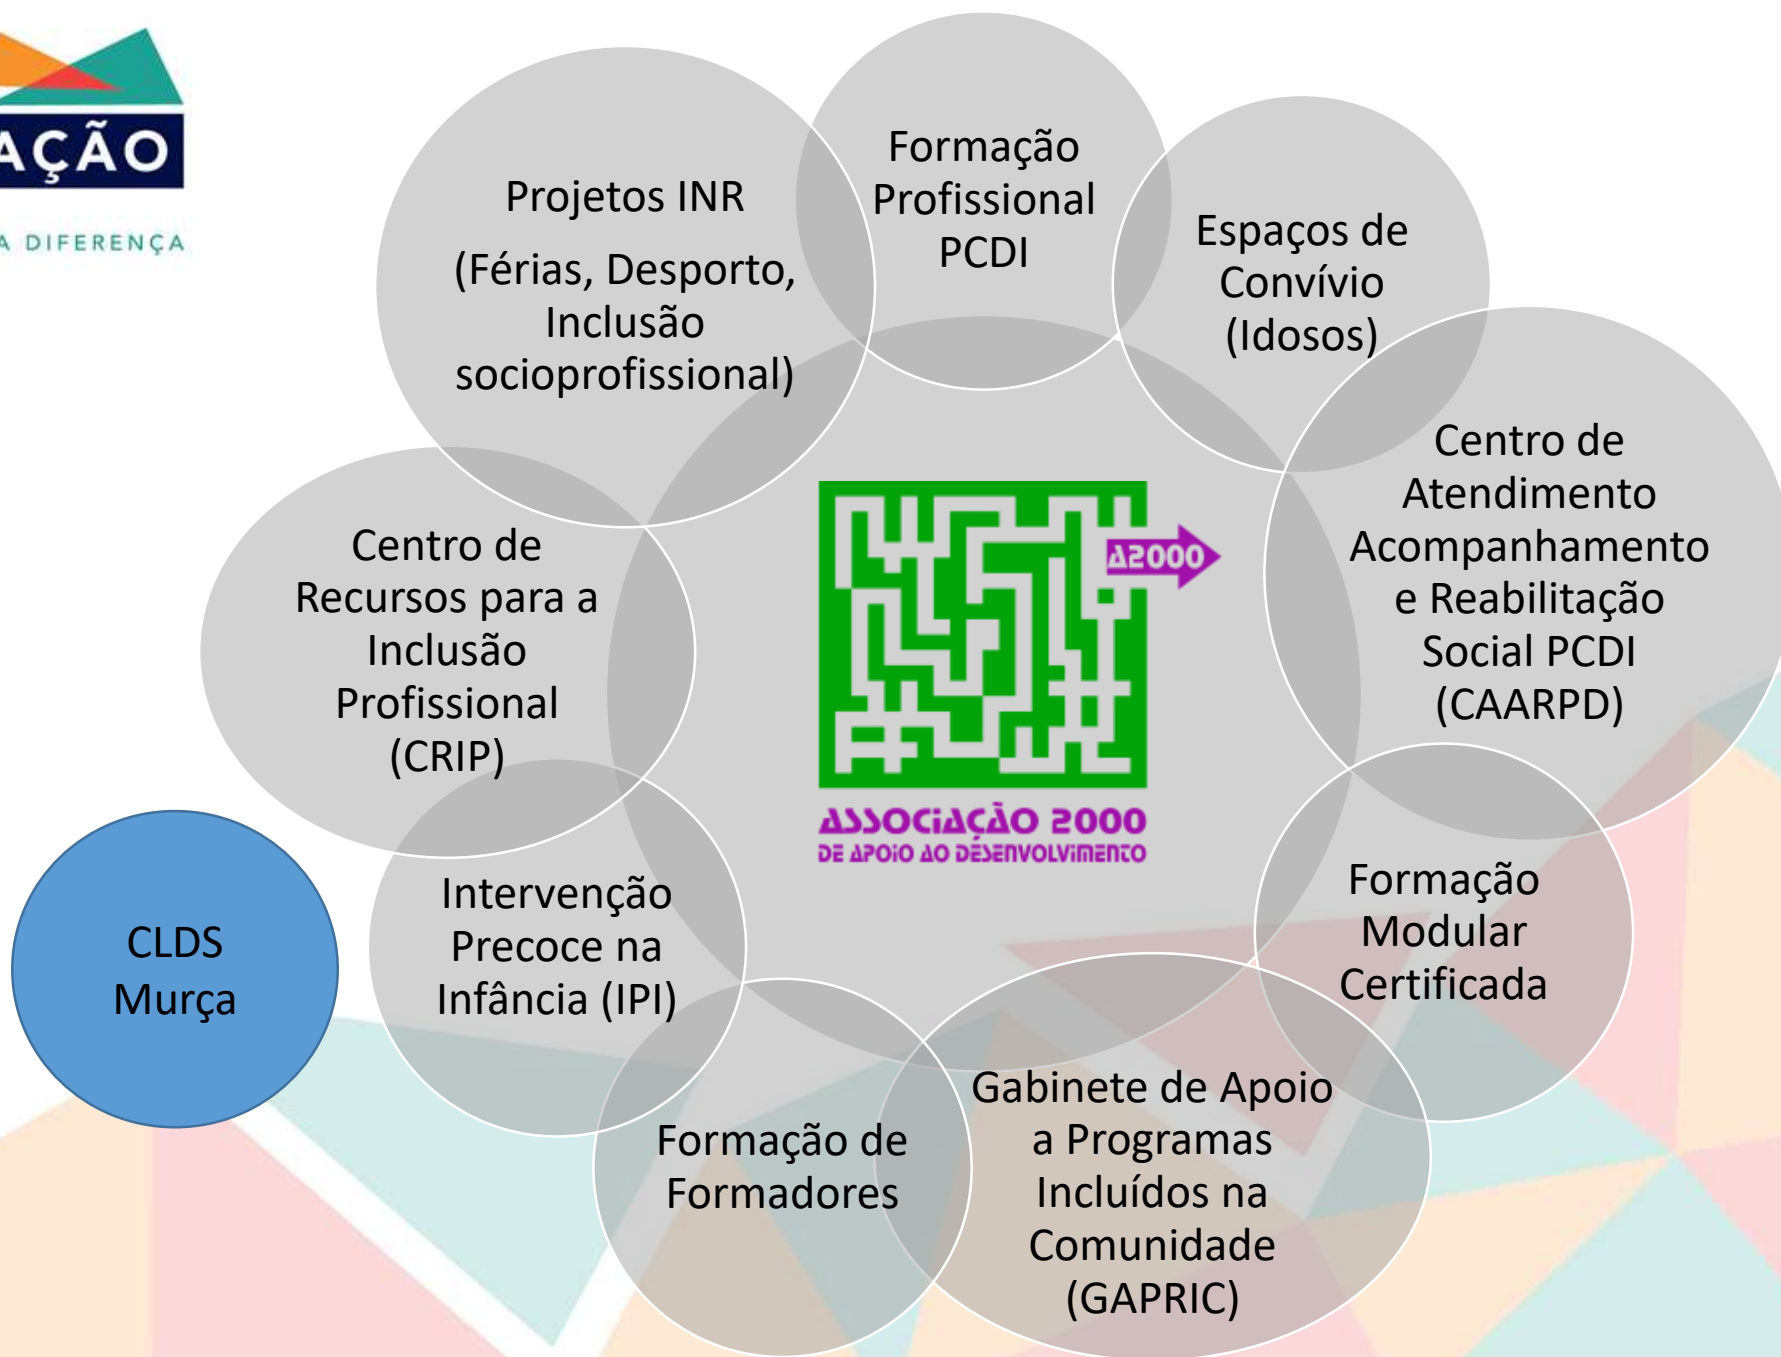 AÇÃO
A DIFERENÇA
Formação
Profissional
PCDI
Projetos INR
(Férias, Desporto,
Inclusão
socioprofissional)
Espaços de
Convívio
(Idosos)
Centro de
Atendimento
Acompanhamento
e Reabilitação
Social PCDI
(CAARPD)
Centro de
Recursos para a
Inclusão
Profissional
(CRIP)
A2000
ASSOCIAÇÃO 2000
DE APOIO AO DESENVOLVIMENTO
Formação
Modular
Certificada
Intervenção
Precoce na
Infância (IPI)
CLDS
Murça
Gabinete de Apoio
a Programas
Incluídos na
Comunidade
(GAPRIC)
Formação de
Formadores